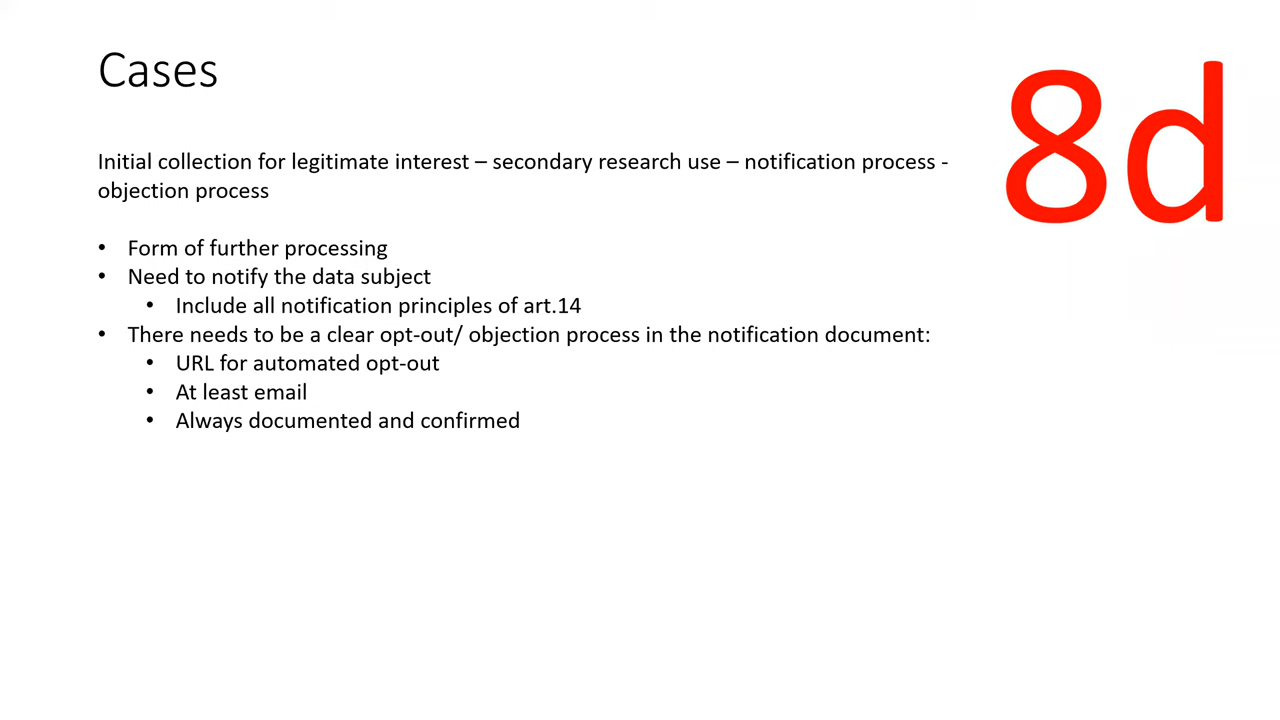 Cases
8d
Initial collection for legitimate interest – secondary research use – notification process -
objection process
• Form of further processing
• Need to notify the data subject
• Include all notification principles of art.14
• There needs to be a clear opt-out/ objection process in the notification document:
• URL for automated opt-out
• At least email
• Always documented and confirmed